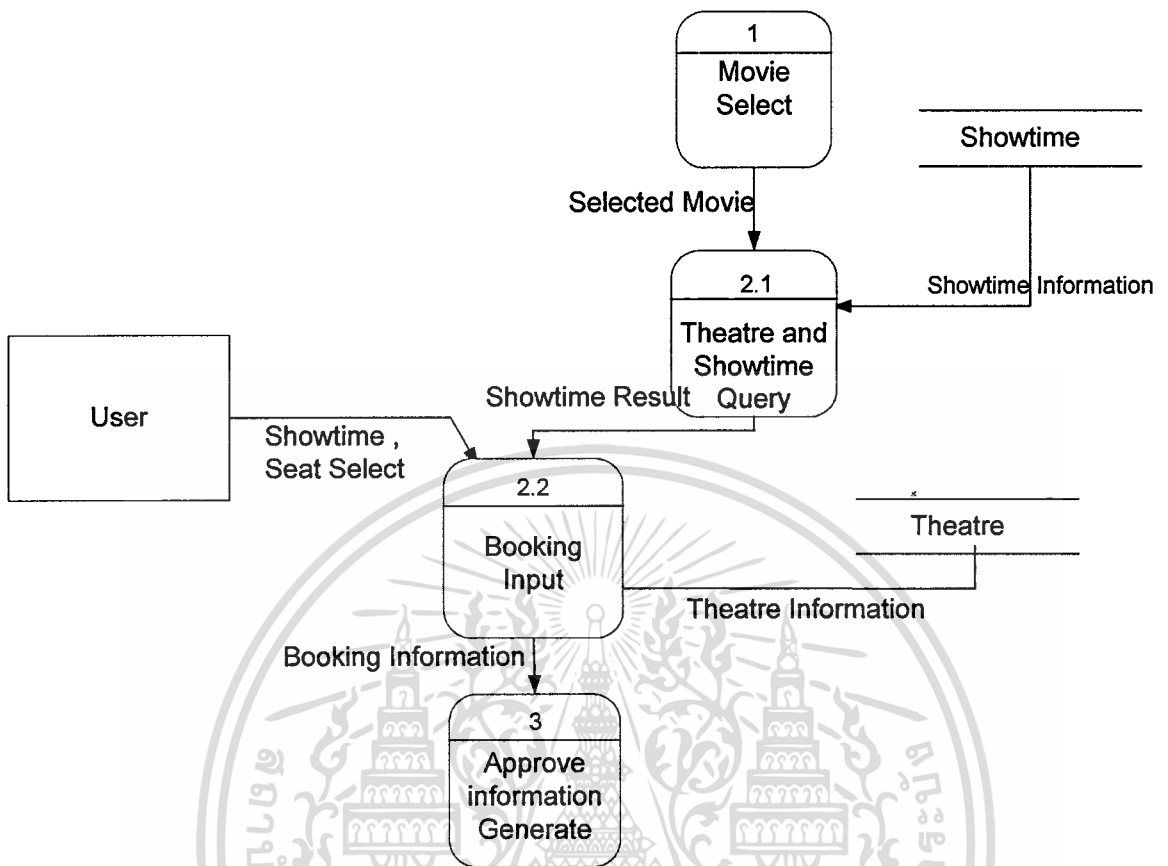 1
Movie
Select
Showtime
Selected Movie
2.1
Showtime Information
Theatre and
Showtime
Query
User
Showtime Result
Showtime ,
Seat Select
2.2
Theatre
Booking
Input
Theatre Information
Booking Information
3
Approve
information
Generate